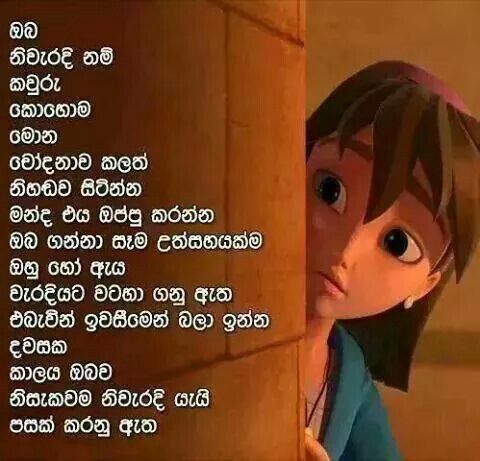 ඔබ
නිවැරදි නම්
කවුරු
කොහොම
මොන
චෝදනාව කලත්
නිහඬව සිටින්න
මන්ද එය ඔප්පු කරන්න
ඔබ ගන්නා සෑම උත්සහයක්ම
ඔහු හෝ ඇය
වැරදියට වටහා ගනු ඇත
එබැවින් ඉවසීමෙන් බලා ඉන්න
දවසක
කාලය ඔබව
නිසැකවම නිවැරදි යැයි
පසක් කරනු ඇත